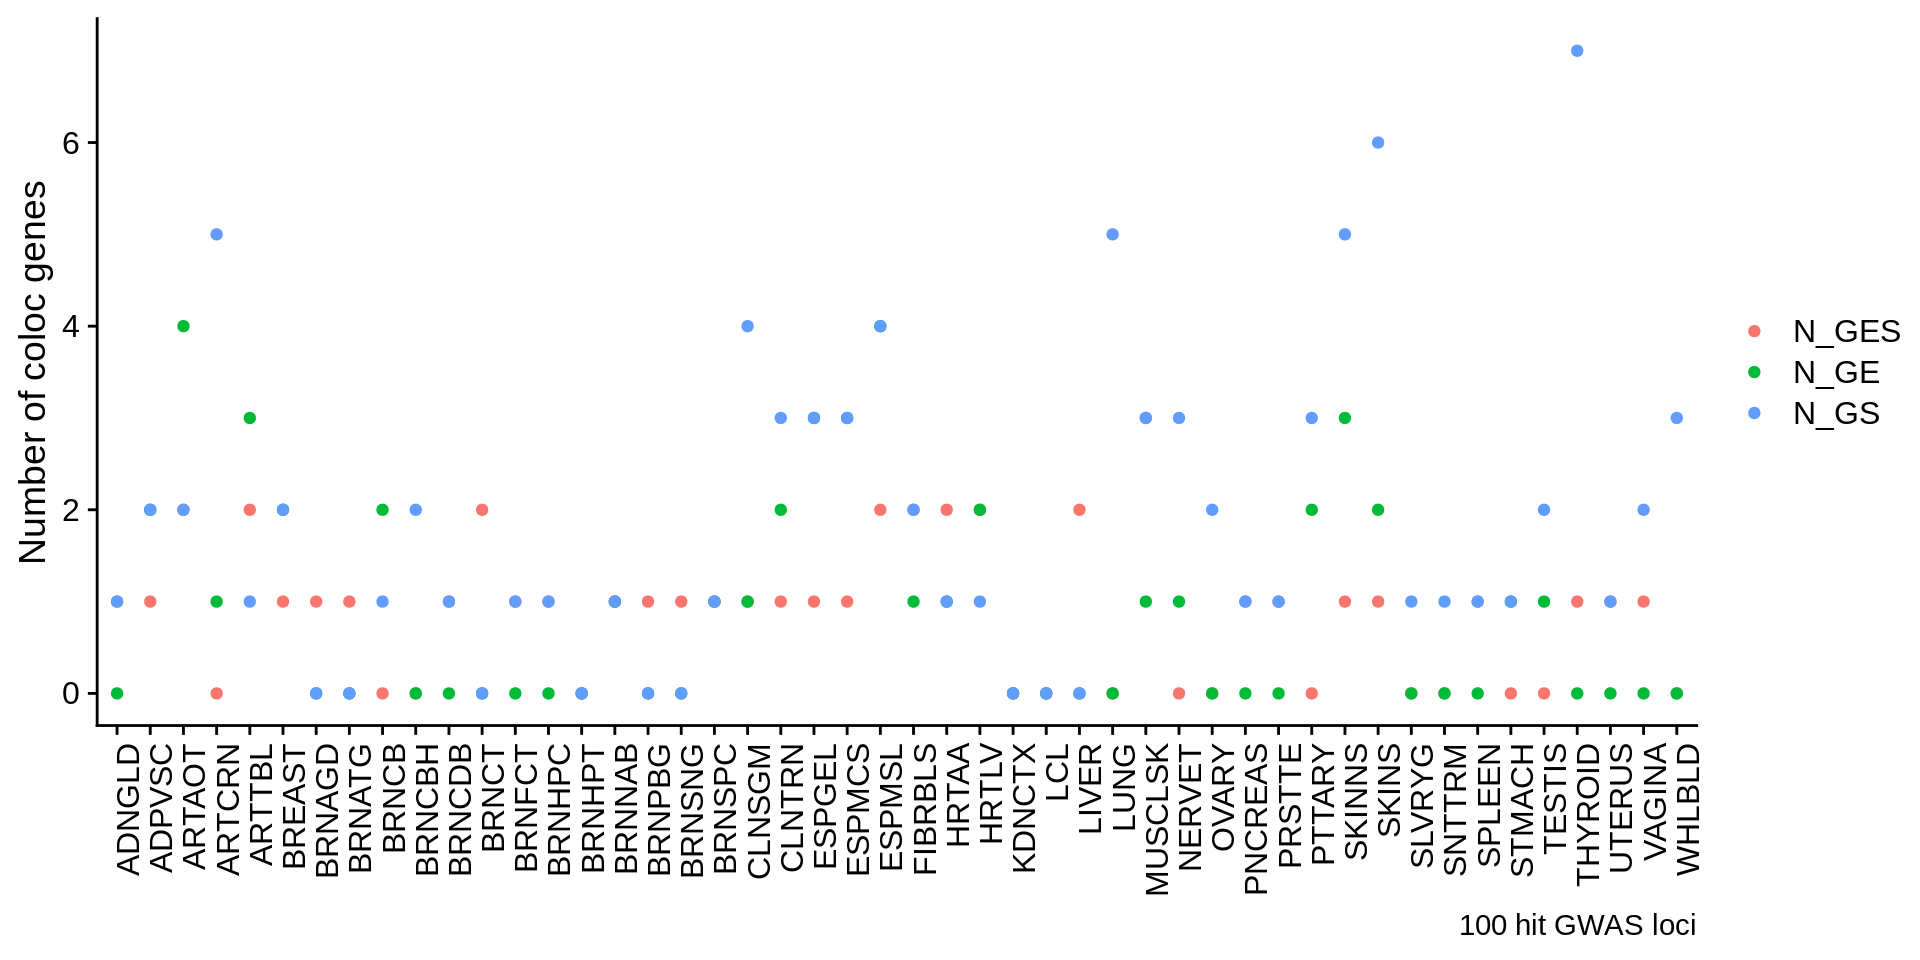 Number of coloc genes
6
4
2
0
ADNGLD
ADPVSC
ARTAOT
ARTCRN
ARTTBL
BREAST
BRNAGD
BRNATG
BRNCB
BRNCBH
BRNCDB
BRNCT
BRNFCT
BRNHPC
BRNHPT
BRNNAB
BRNPBG
BRNSNG
BRNSPC
CLNSGM
CLNTRN
ESPGEL
ESPMCS
ESPMSL
FIBRBLS
HRTAA
HRTLV
KDNCTX
LCL
LIVER
LUNG
MUSCLSK
NERVET
OVARY
PNCREAS
PRSTTE
PTTARY
SKINNS
SKINS
SLVRYG
SNTTRM
SPLEEN
STMACH
TESTIS
THYROID
UTERUS
VAGINA
WHLBLD
100 hit GWAS loci
N_GES
N_GE
N_GS